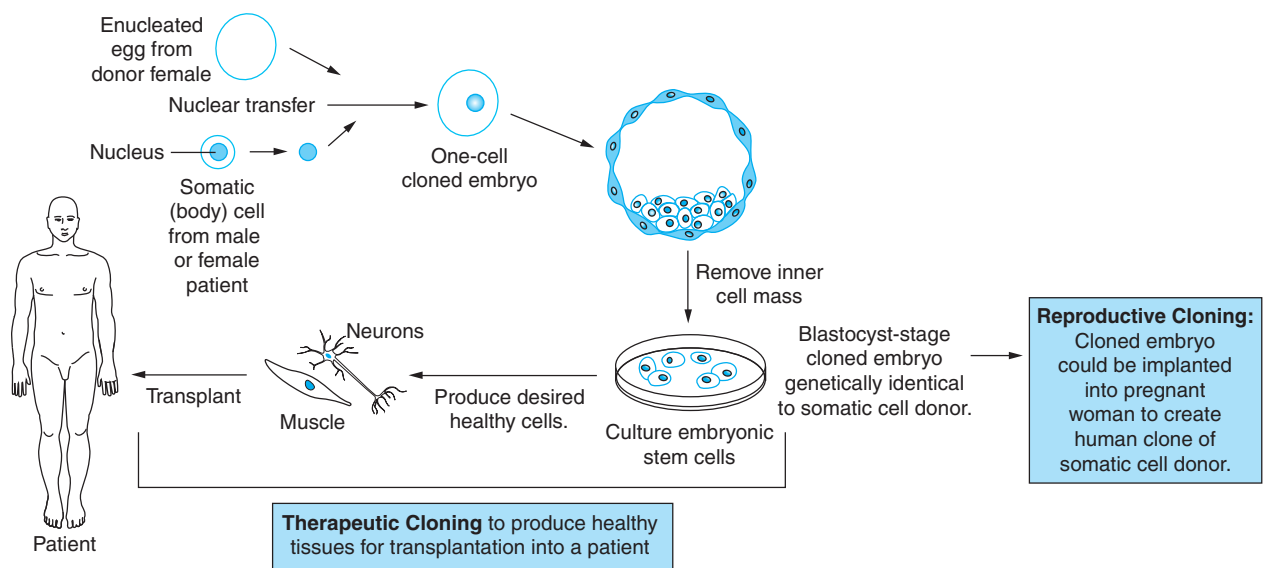 Enucleated
egg from
donor female
Nuclear transfer
Nucleus
Somatic
(body) cell
from male
or female
patient
One-cell
cloned embryo
Remove inner
cell mass
Blastocyst-stage
cloned embryo
genetically identical
to somatic cell donor.
Reproductive Cloning:
Cloned embryo
could be implanted
into pregnant
woman to create
human clone of
somatic cell donor.
Culture embryonic
stem cells
Produce desired
healthy cells.
Neurons
Muscle
Transplant
Patient
Therapeutic Cloning to produce healthy
tissues for transplantation into a patient